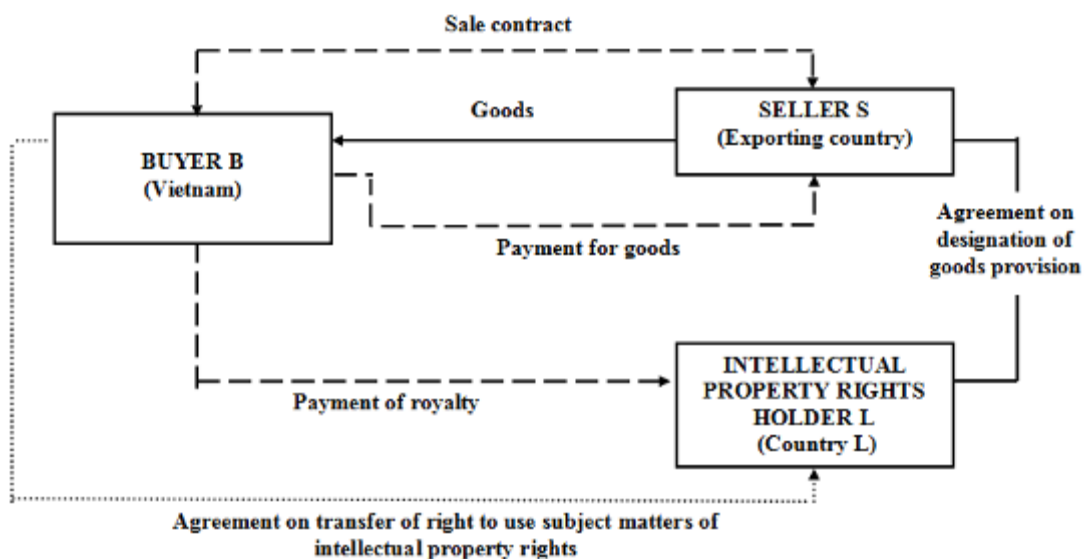 Sale contract
Goods
SELLER S
(Exporting country)
BUYER B
(Vietnam)
Payment for goods
Agreement on
designation of
goods provision
INTELLECTUAL
PROPERTY RIGHTS
HOLDER L
(Country L)
Payment of royalty
Agreement on transfer of right to use subject matters of
intellectual property rights